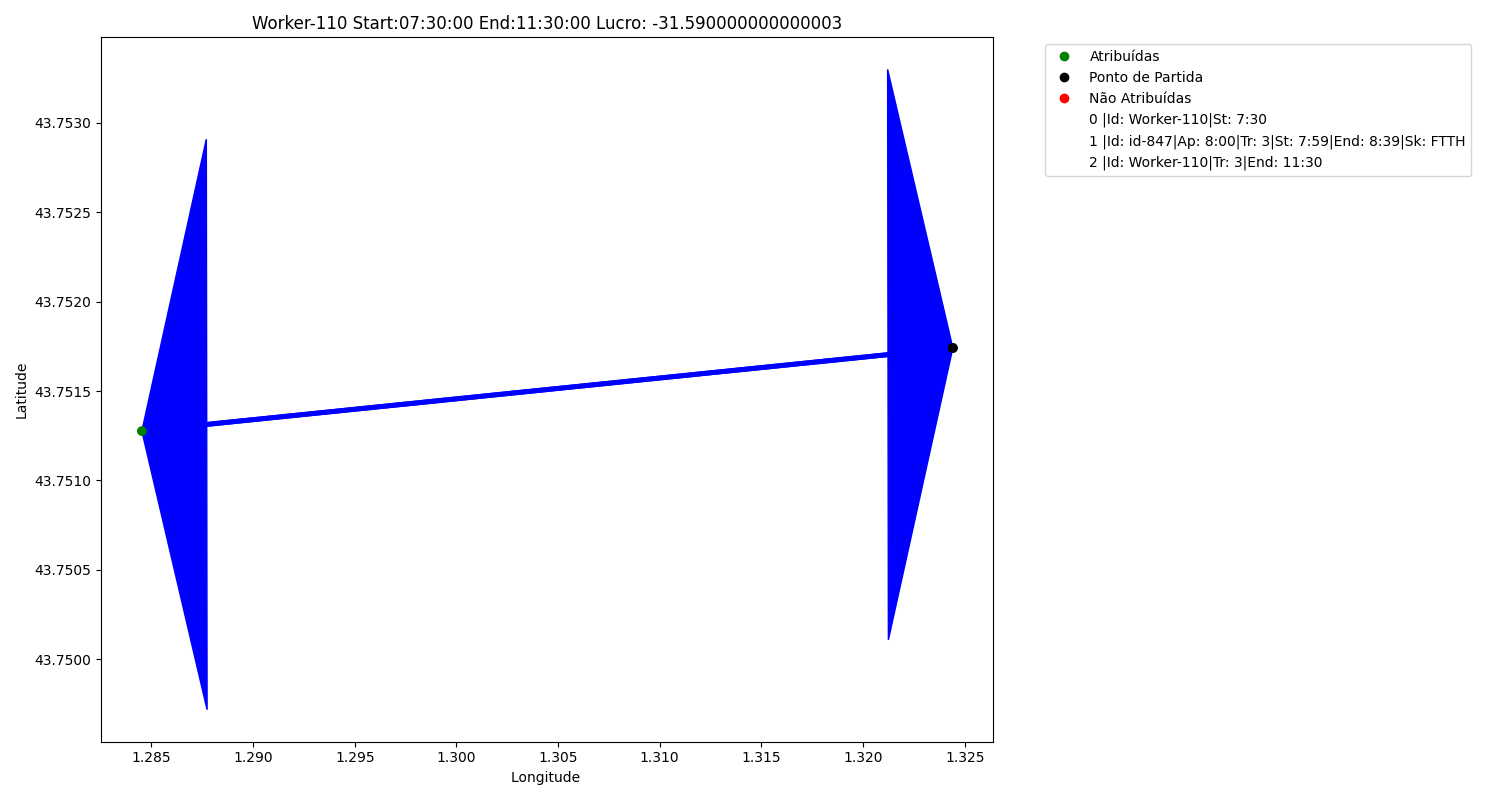 Worker-110 Start:07:30:00 End:11:30:00 Lucro: -31.590000000000003
Atribuídas
Ponto de Partida
Não Atribuídas
0 |Id: Worker-110|St: 7:30
1 |Id: id-847|Ap: 8:00|Tr: 3|St: 7:59|End: 8:39|Sk: FTTH
2 |Id: Worker-110|Tr: 3|End: 11:30
Latitude
43.7530
43.7525
43.7520
43.7515
43.7510
43.7505
43.7500
1.285 1.290 1.295 1.300 1.305 1.310 1.315 1.320 1.325
Longitude